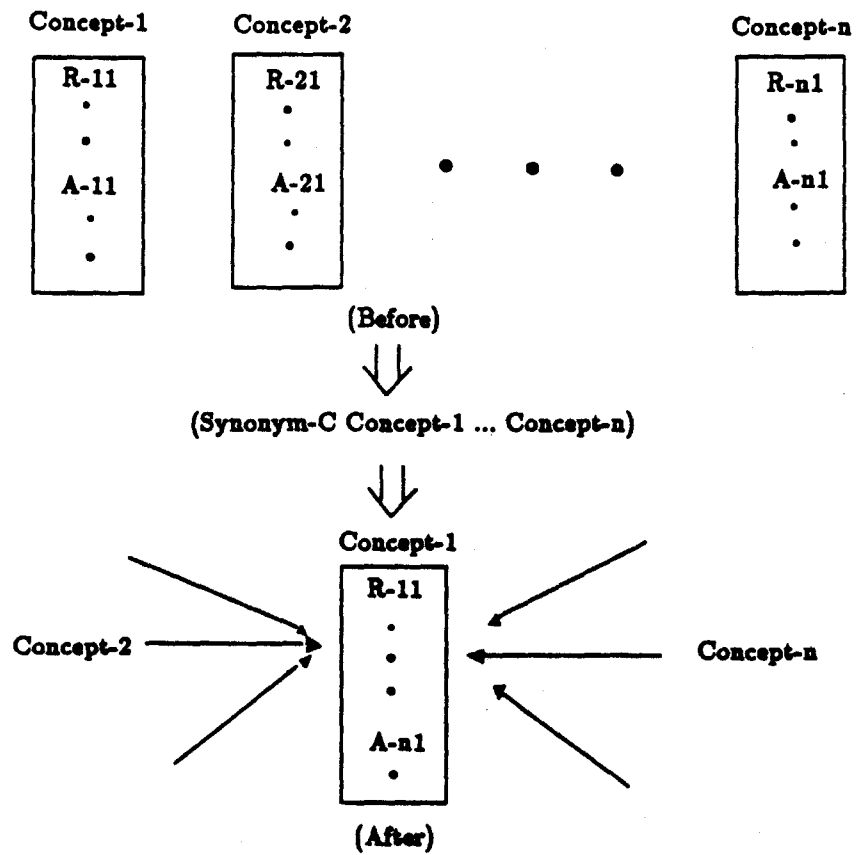 Concept-1 Concept-2 Concept-n
R-11 R-21 R-n1
A-11 A-21 A-n1
(Before)
(Synonym-C Concept-1 ... Concept-n)
Concept-1
R-11
Concept-2 Concept-n
A-n1
(After)